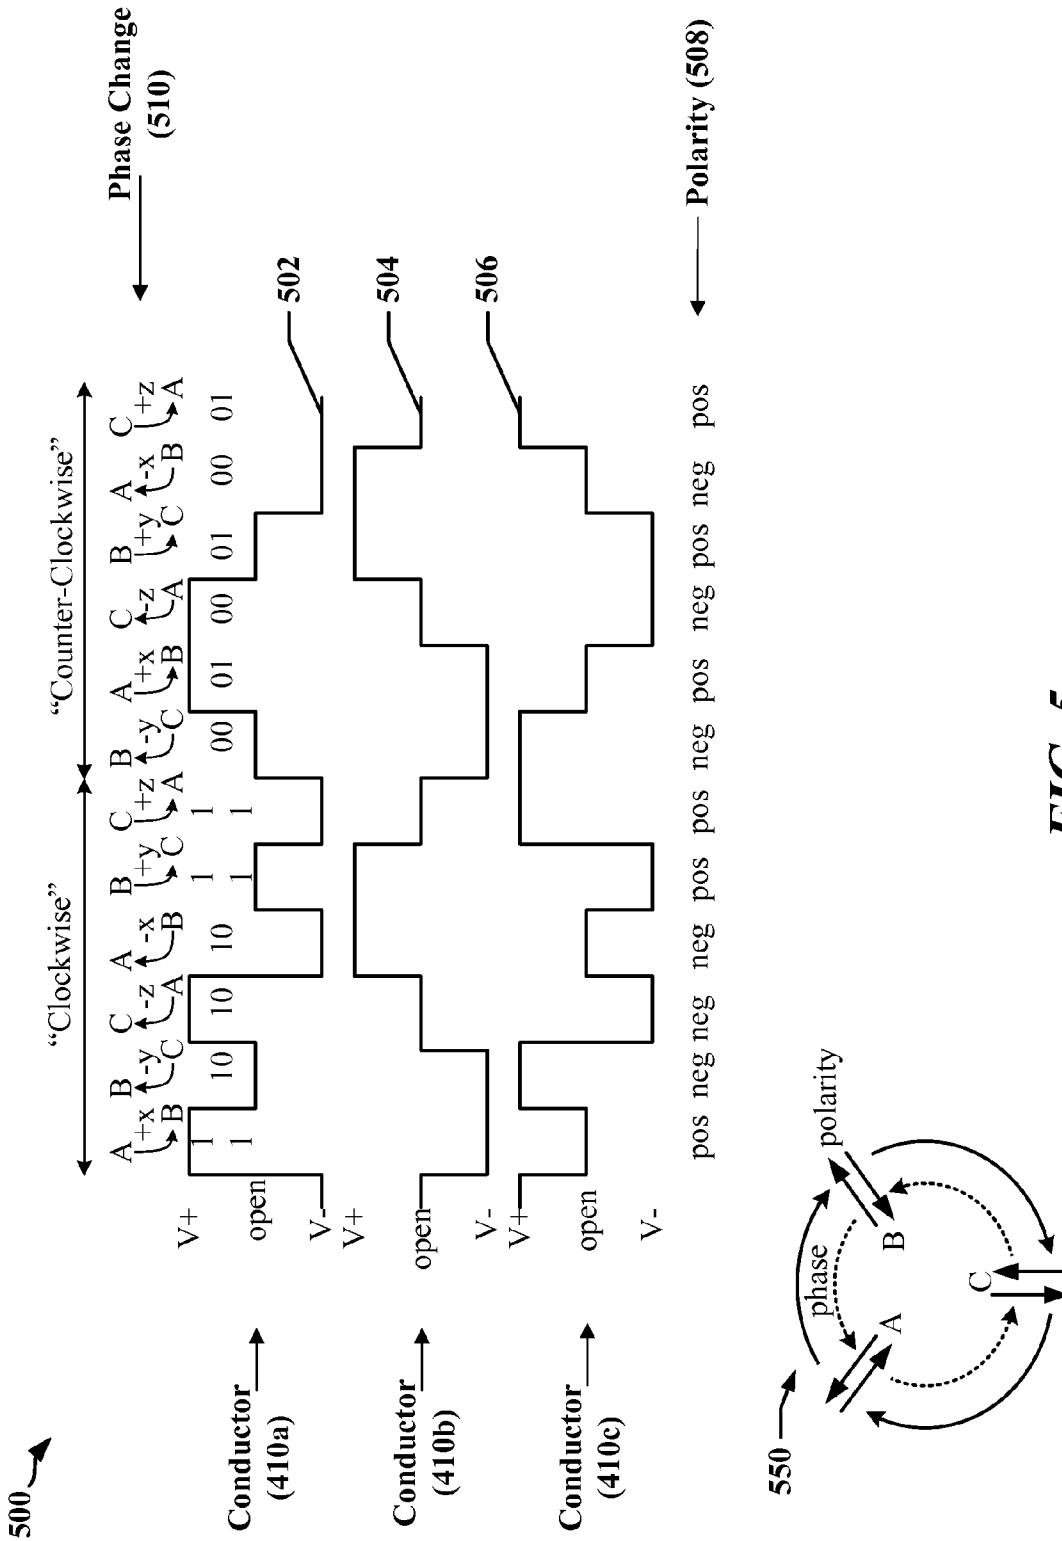 500
“Clockwise” “Counter-Clockwise”
Phase Change
(510)
A B C A B C B A C B A C
+x -y -z -x +y +z -y +x -z +y -x +z
B C A B C A C B A C B A
1 10 10 10 1 1 00 01 00 01 00 01
1 1 1
Conductor
(410a)
V+
open
V-
502
Conductor
(410b)
V+
open
V-
504
Conductor
(410c)
V+
open
V-
506
pos neg neg neg pos pos neg pos neg pos neg pos
Polarity (508)
550
phase
polarity
A B
C